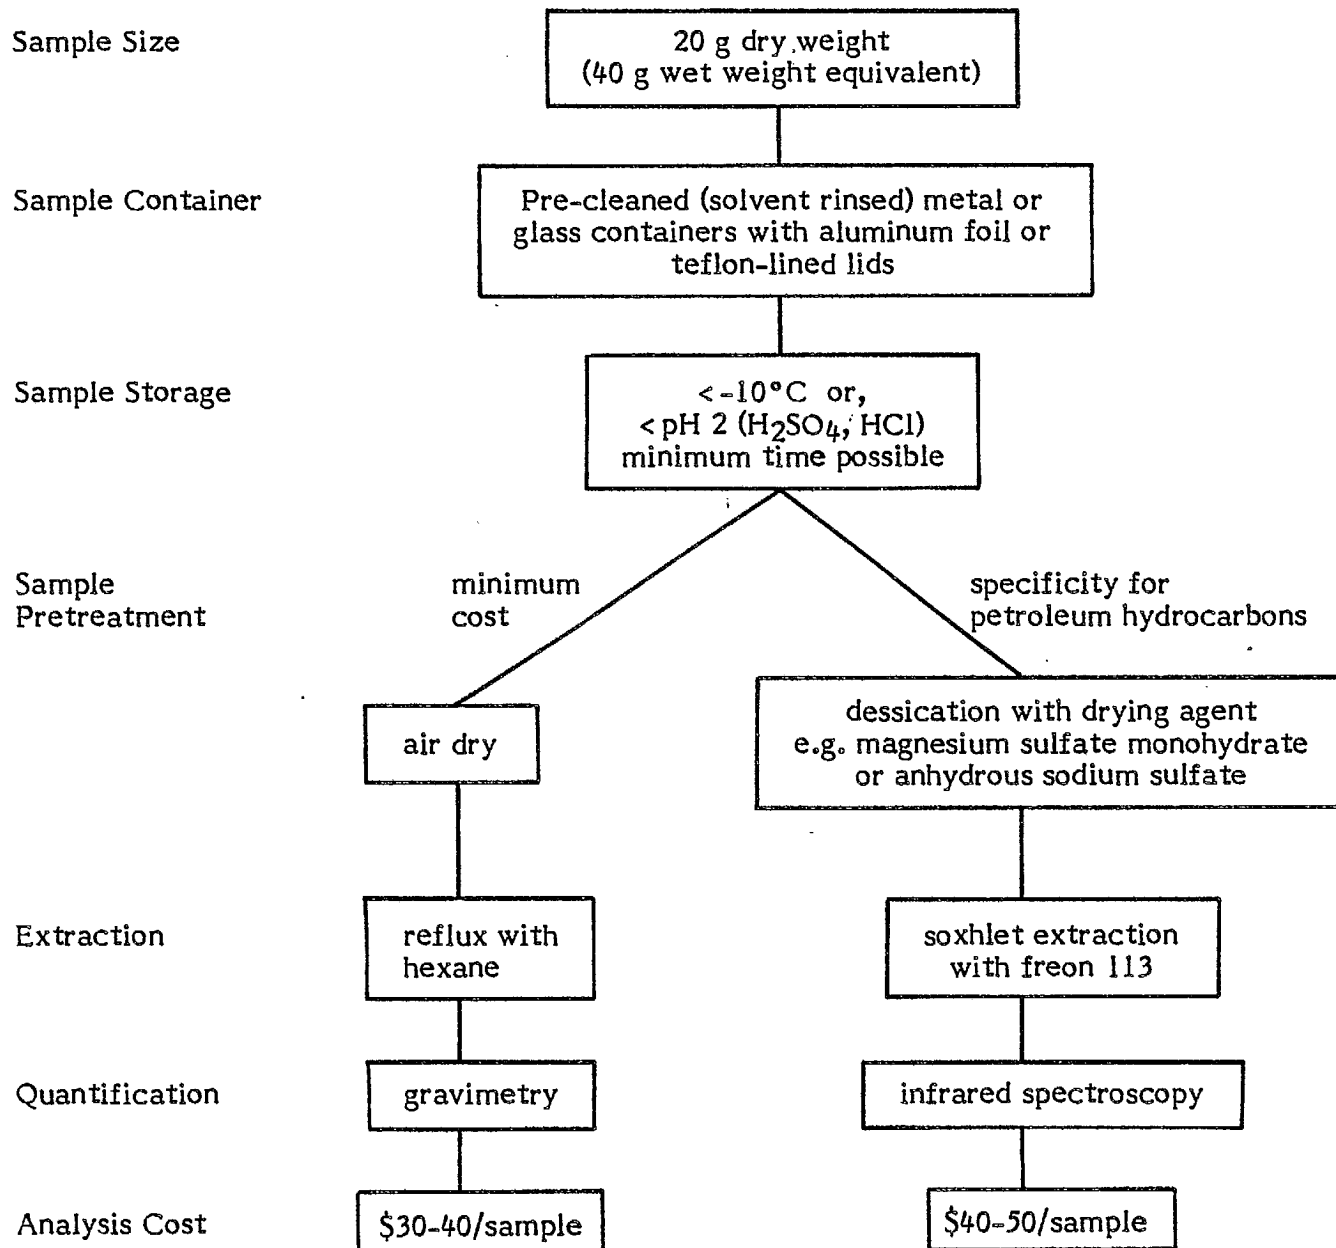 Sample Size
20 g dry weight
(40 g wet weight equivalent)
Sample Container
Pre-cleaned (solvent rinsed) metal or
glass containers with aluminum foil or
teflon-lined lids
Sample Storage
<-10°C or,
<pH 2 (H₂SO₄, HCl)
minimum time possible
Sample
Pretreatment
minimum
cost
specificity for
petroleum hydrocarbons
air dry
dessication with drying agent
e.g. magnesium sulfate monohydrate
or anhydrous sodium sulfate
Extraction
reflux with
hexane
soxhlet extraction
with freon 113
Quantification
gravimetry
infrared spectroscopy
Analysis Cost
$30-40/sample
$40-50/sample